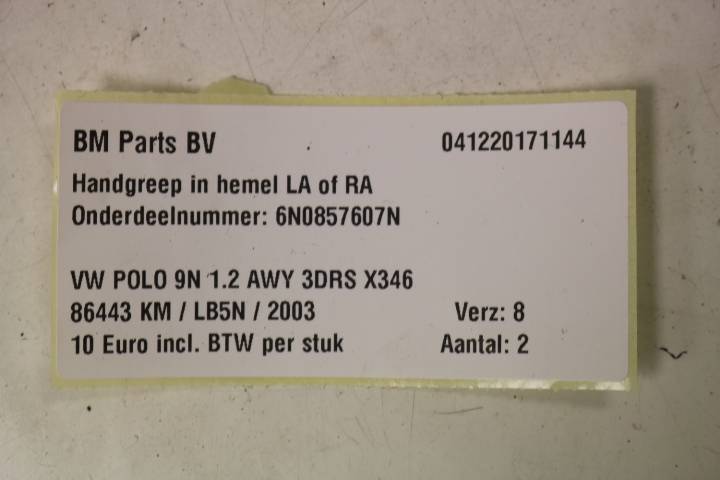 BM Parts BV 041220171144
Handgreep in hemel LA of RA
Onderdeelnummer: 6N0857607N
VW POLO 9N 1.2 AWY 3DRS X346
86443 KM / LB5N / 2003 Verz: 8
10 Euro incl. BTW per stuk Aantal: 2